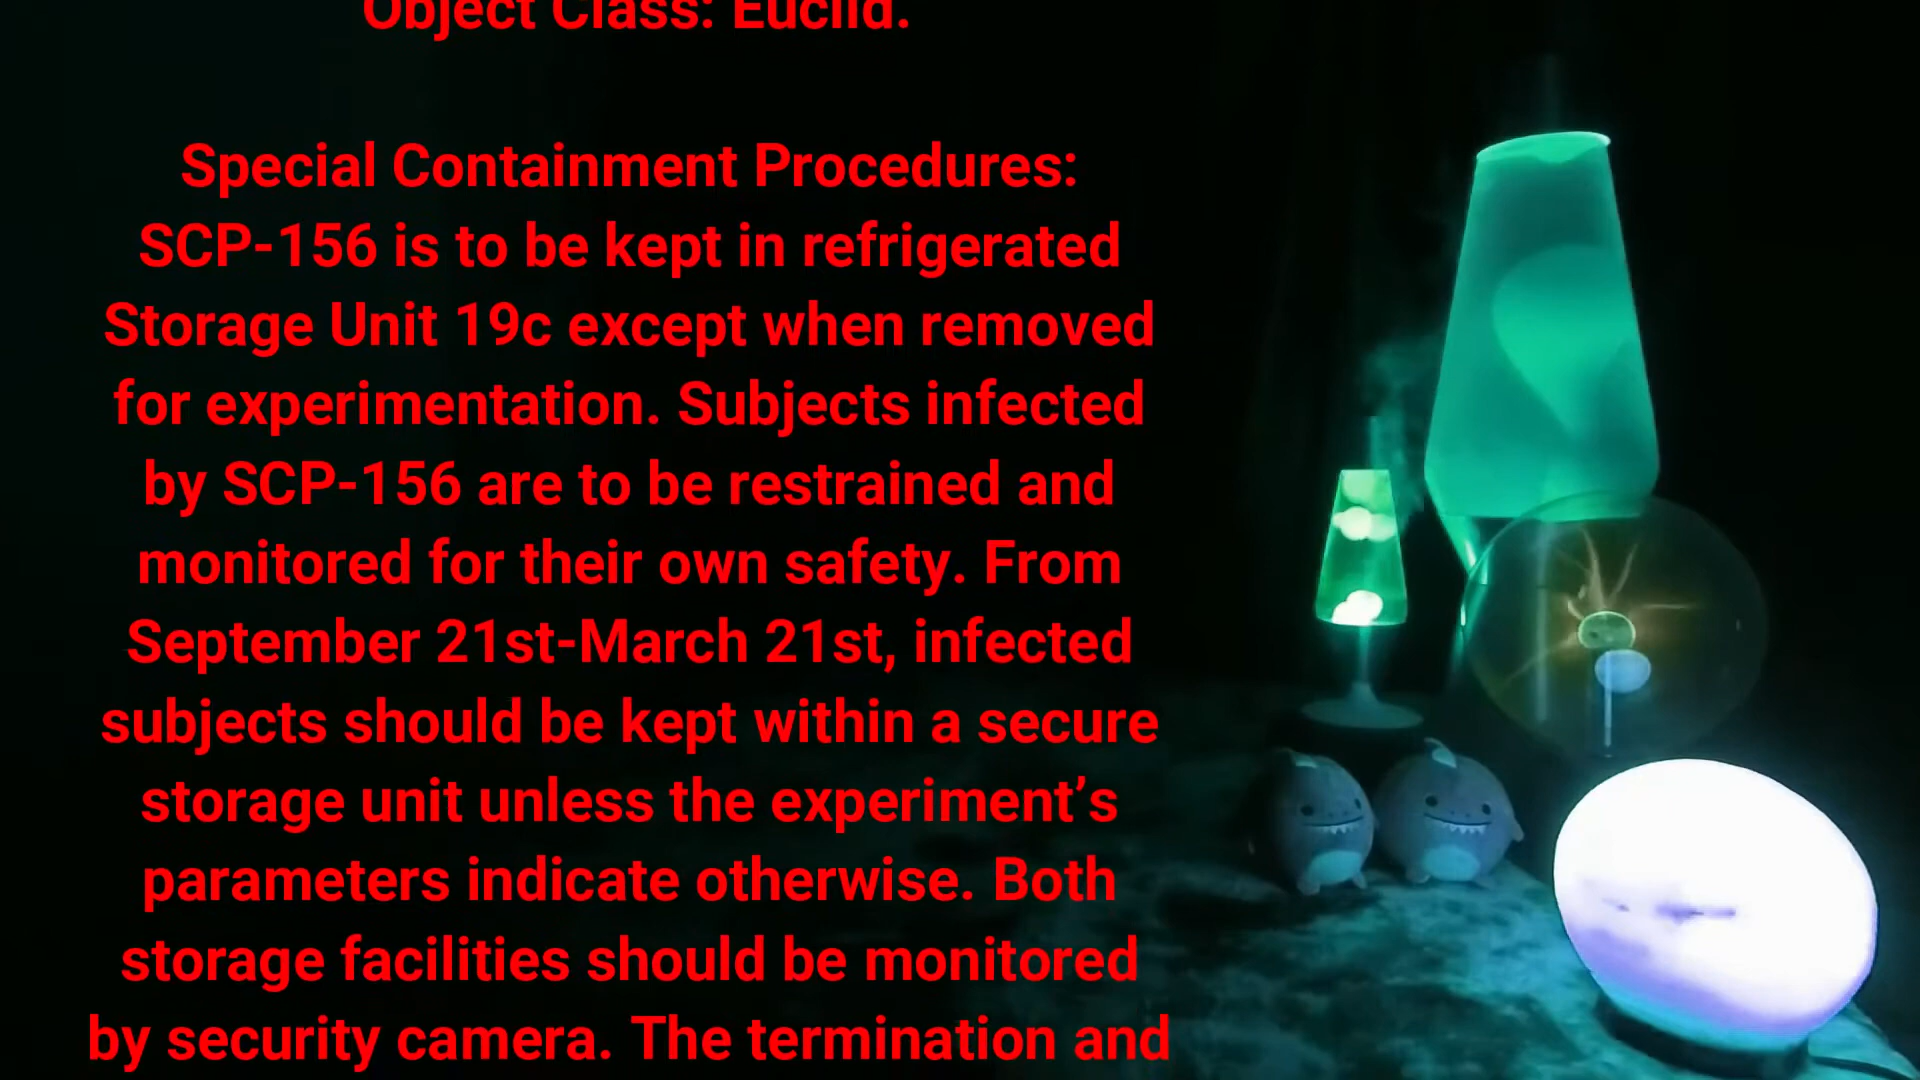 Object Class: Euclid.
Special Containment Procedures:
SCP-156 is to be kept in refrigerated
Storage Unit 19c except when removed
for experimentation. Subjects infected
by SCP-156 are to be restrained and
monitored for their own safety. From
September 21st-March 21st, infected
subjects should be kept within a secure
storage unit unless the experiment’s
parameters indicate otherwise. Both
storage facilities should be monitored
by security camera. The termination and